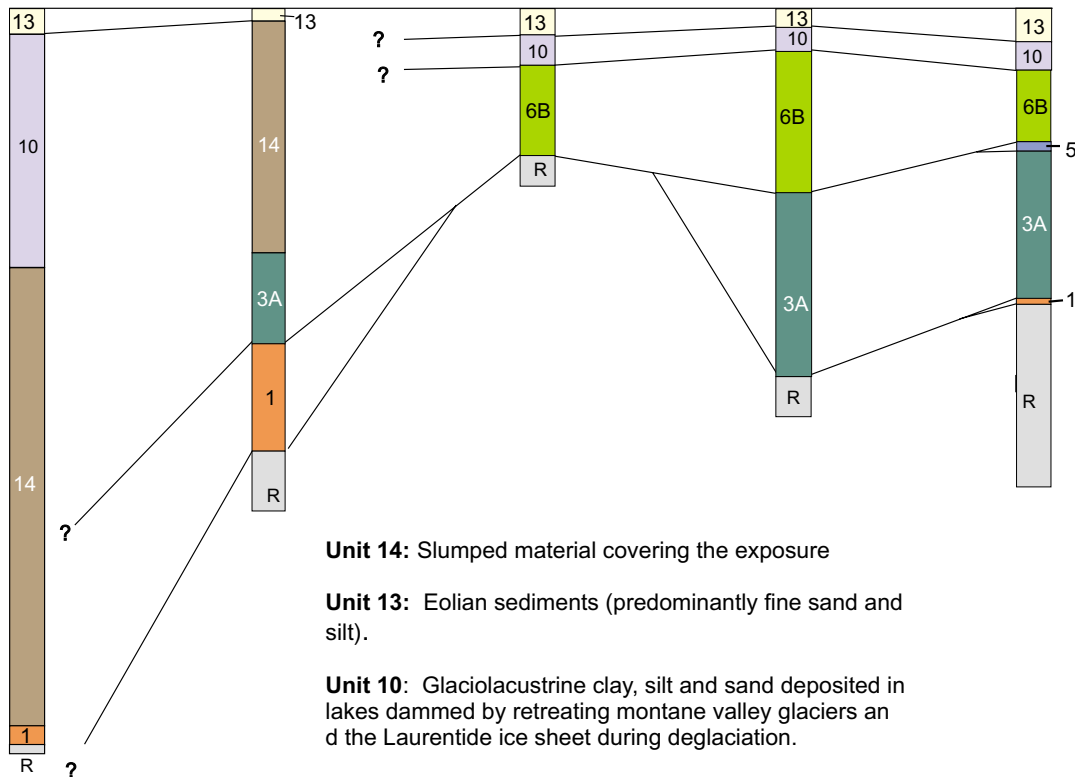 13
10
14
1
R
?
13
14
3A
1
R
?
?
?
13
10
6B
R
13
10
6B
3A
R
13
10
6B
5
3A
1
R
Unit 14: Slumped material covering the exposure
Unit 13: Eolian sediments (predominantly fine sand and
silt).
Unit 10: Glaciolacustrine clay, silt and sand deposited in
lakes dammed by retreating montane valley glaciers an
d the Laurentide ice sheet during deglaciation.